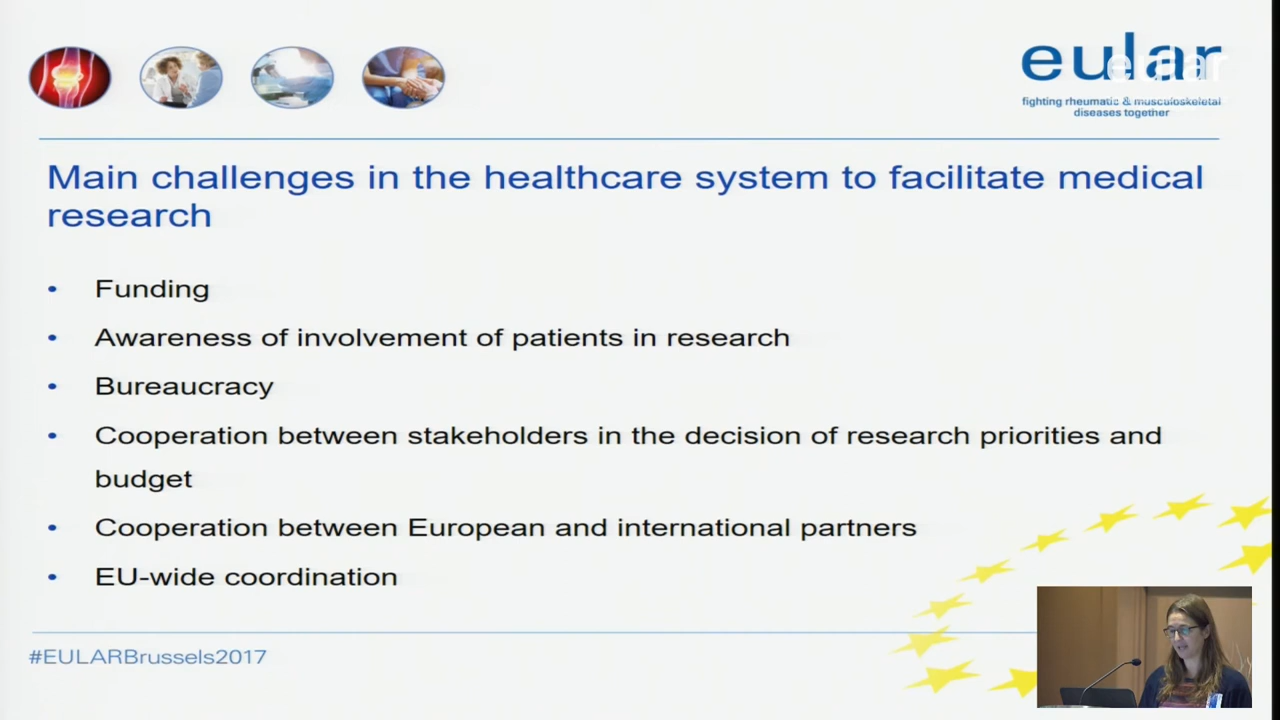 eular
eular
fighting rheumatic & musculoskeletal
diseases together
Main challenges in the healthcare system to facilitate medical
research
• Funding
• Awareness of involvement of patients in research
• Bureaucracy
• Cooperation between stakeholders in the decision of research priorities and
budget
• Cooperation between European and international partners
• EU-wide coordination
#EULARBrussels2017